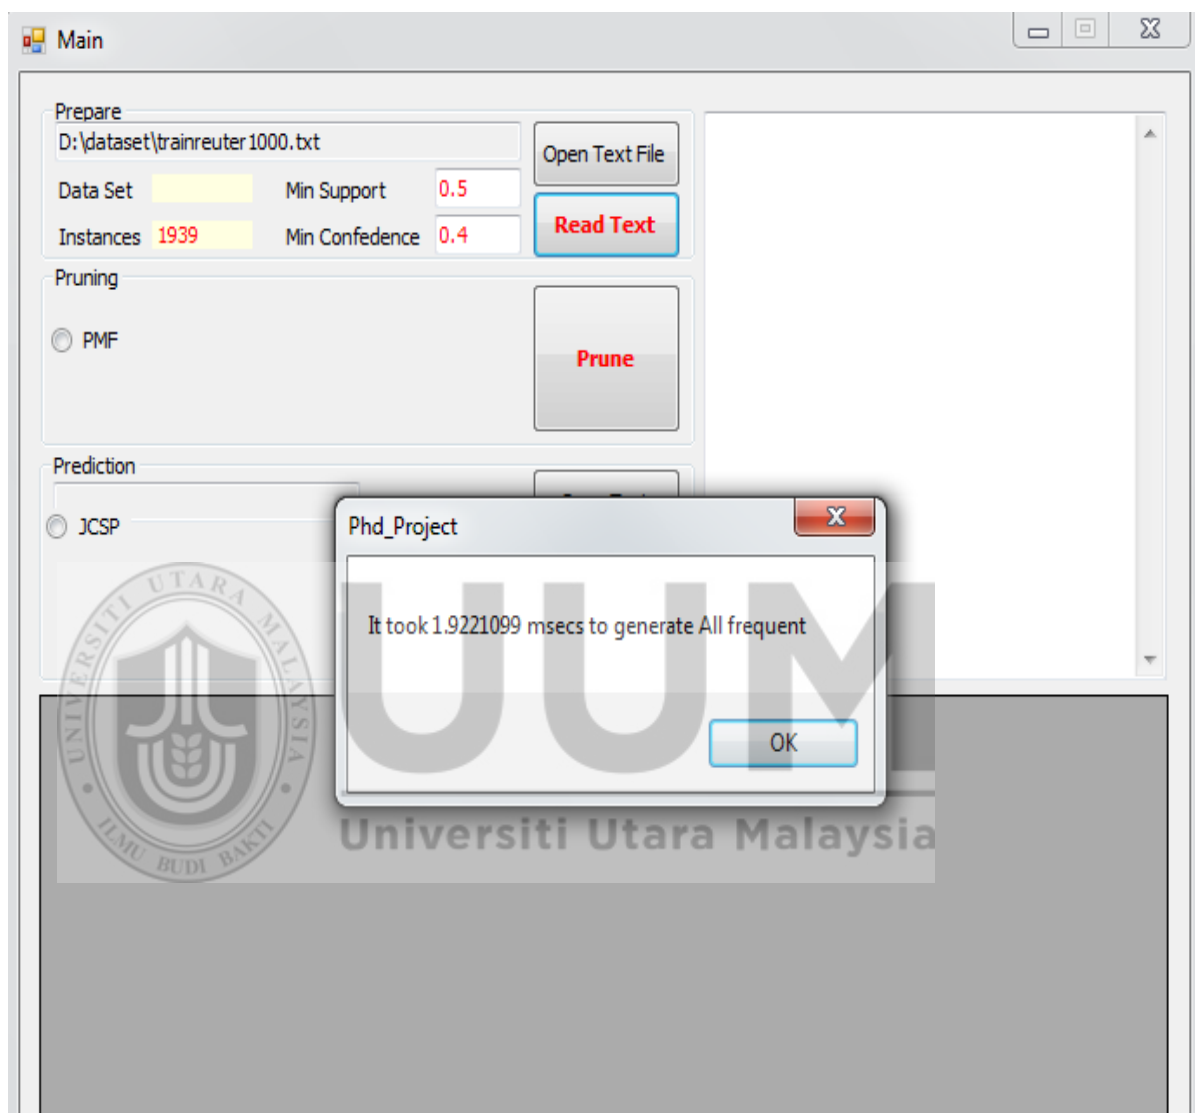 Main
Prepare
D:\dataset\trainreuter1000.txt
Open Text File
Data Set
Min Support
0.5
Read Text
Instances
1939
Min Confedence
0.4
Pruning
PMF
Prune
Prediction
JCSP
Phd_Project
It took 1.9221099 msecs to generate All frequent
OK
UUM
Universiti Utara Malaysia
UNIVERSITI UTARA MALAYSIA
ILMU BUDI BAKTI